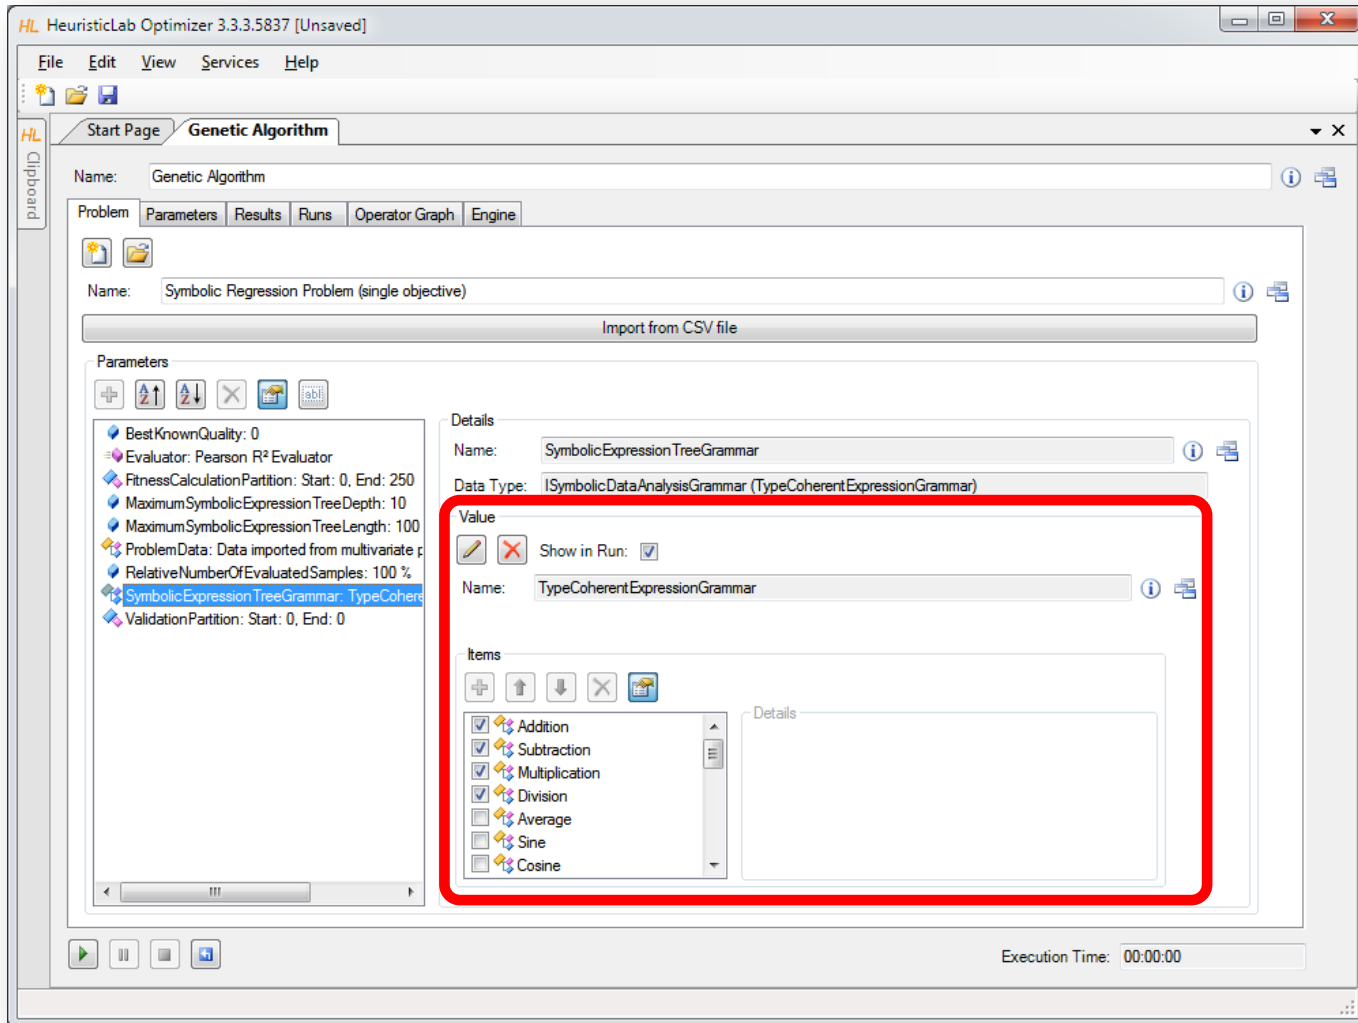 HL HeuristicLab Optimizer 3.3.3.5837 [Unsaved]
File Edit View Services Help
HL Clipboard
Start Page Genetic Algorithm
Name: Genetic Algorithm
Problem Parameters Results Runs Operator Graph Engine
Name: Symbolic Regression Problem (single objective)
Import from CSV file
Parameters
BestKnownQuality: 0
Evaluator: Pearson R² Evaluator
FitnessCalculationPartition: Start: 0, End: 250
MaximumSymbolicExpressionTreeDepth: 10
MaximumSymbolicExpressionTreeLength: 100
ProblemData: Data imported from multivariate p
RelativeNumberOfEvaluatedSamples: 100 %
SymbolicExpressionTreeGrammar: TypeCohere
ValidationPartition: Start: 0, End: 0
Details
Name: SymbolicExpressionTreeGrammar
Data Type: ISymbolicDataAnalysisGrammar (TypeCoherentExpressionGrammar)
Value
Show in Run:
Name: TypeCoherentExpressionGrammar
Items
Addition
Subtraction
Multiplication
Division
Average
Sine
Cosine
Details
Execution Time: 00:00:00